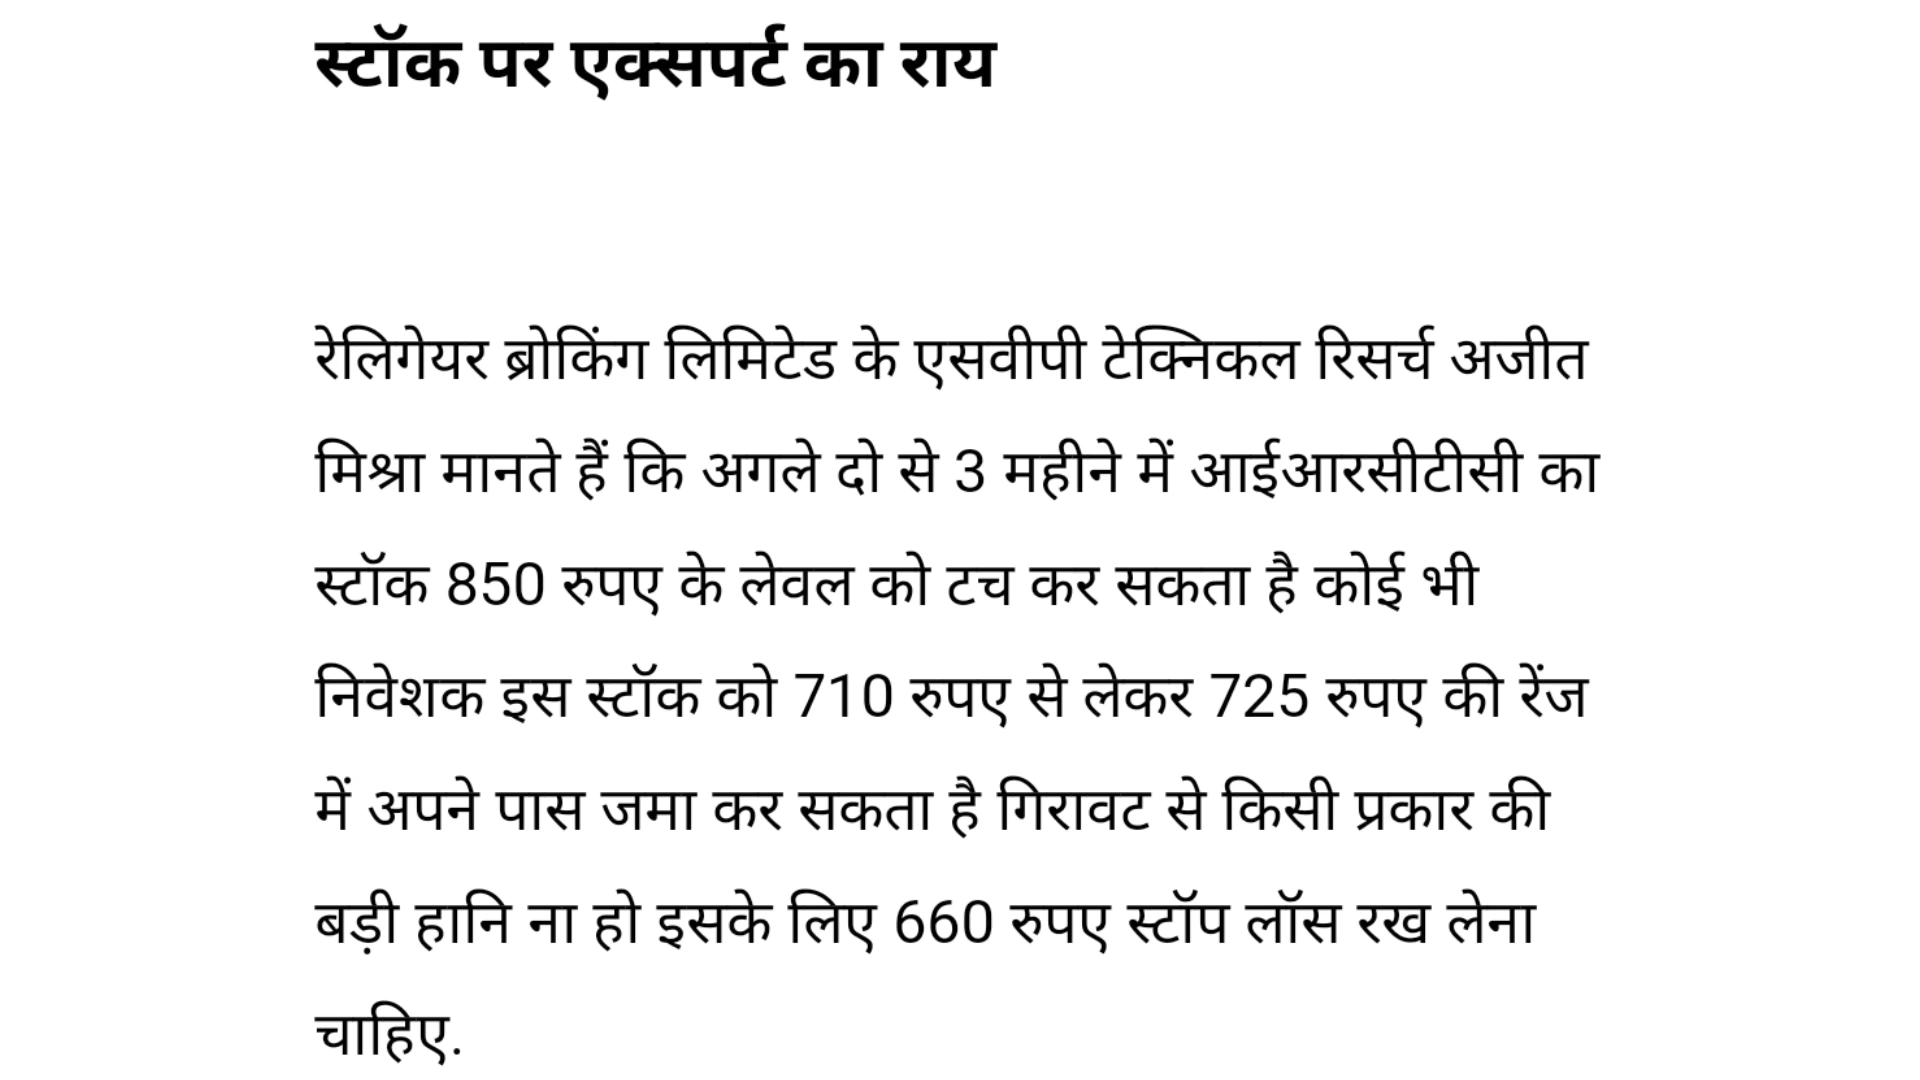 स्टॉक पर एक्सपर्ट का राय
रेलिगेयर ब्रोकिंग लिमिटेड के एसवीपी टेक्निकल रिसर्च अजीत
मिश्रा मानते हैं कि अगले दो से 3 महीने में आईआरसीटीसी का
स्टॉक 850 रुपए के लेवल को टच कर सकता है कोई भी
निवेशक इस स्टॉक को 710 रुपए से लेकर 725 रुपए की रेंज
में अपने पास जमा कर सकता है गिरावट से किसी प्रकार की
बड़ी हानि ना हो इसके लिए 660 रुपए स्टॉप लॉस रख लेना
चाहिए.